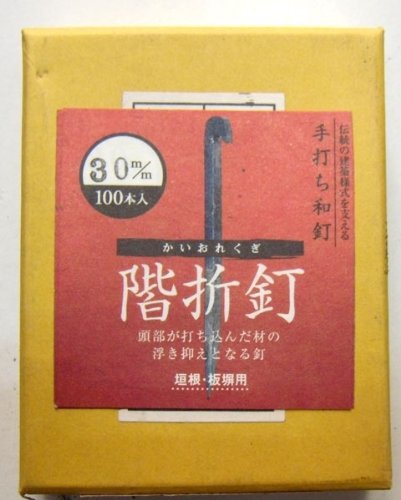 伝統の建築様式を支える
手打ち和釘
30m/m
100本入
かいおれくぎ
階折釘
頭部が打ち込んだ材の
浮き抑えとなる釘
垣根・板塀用